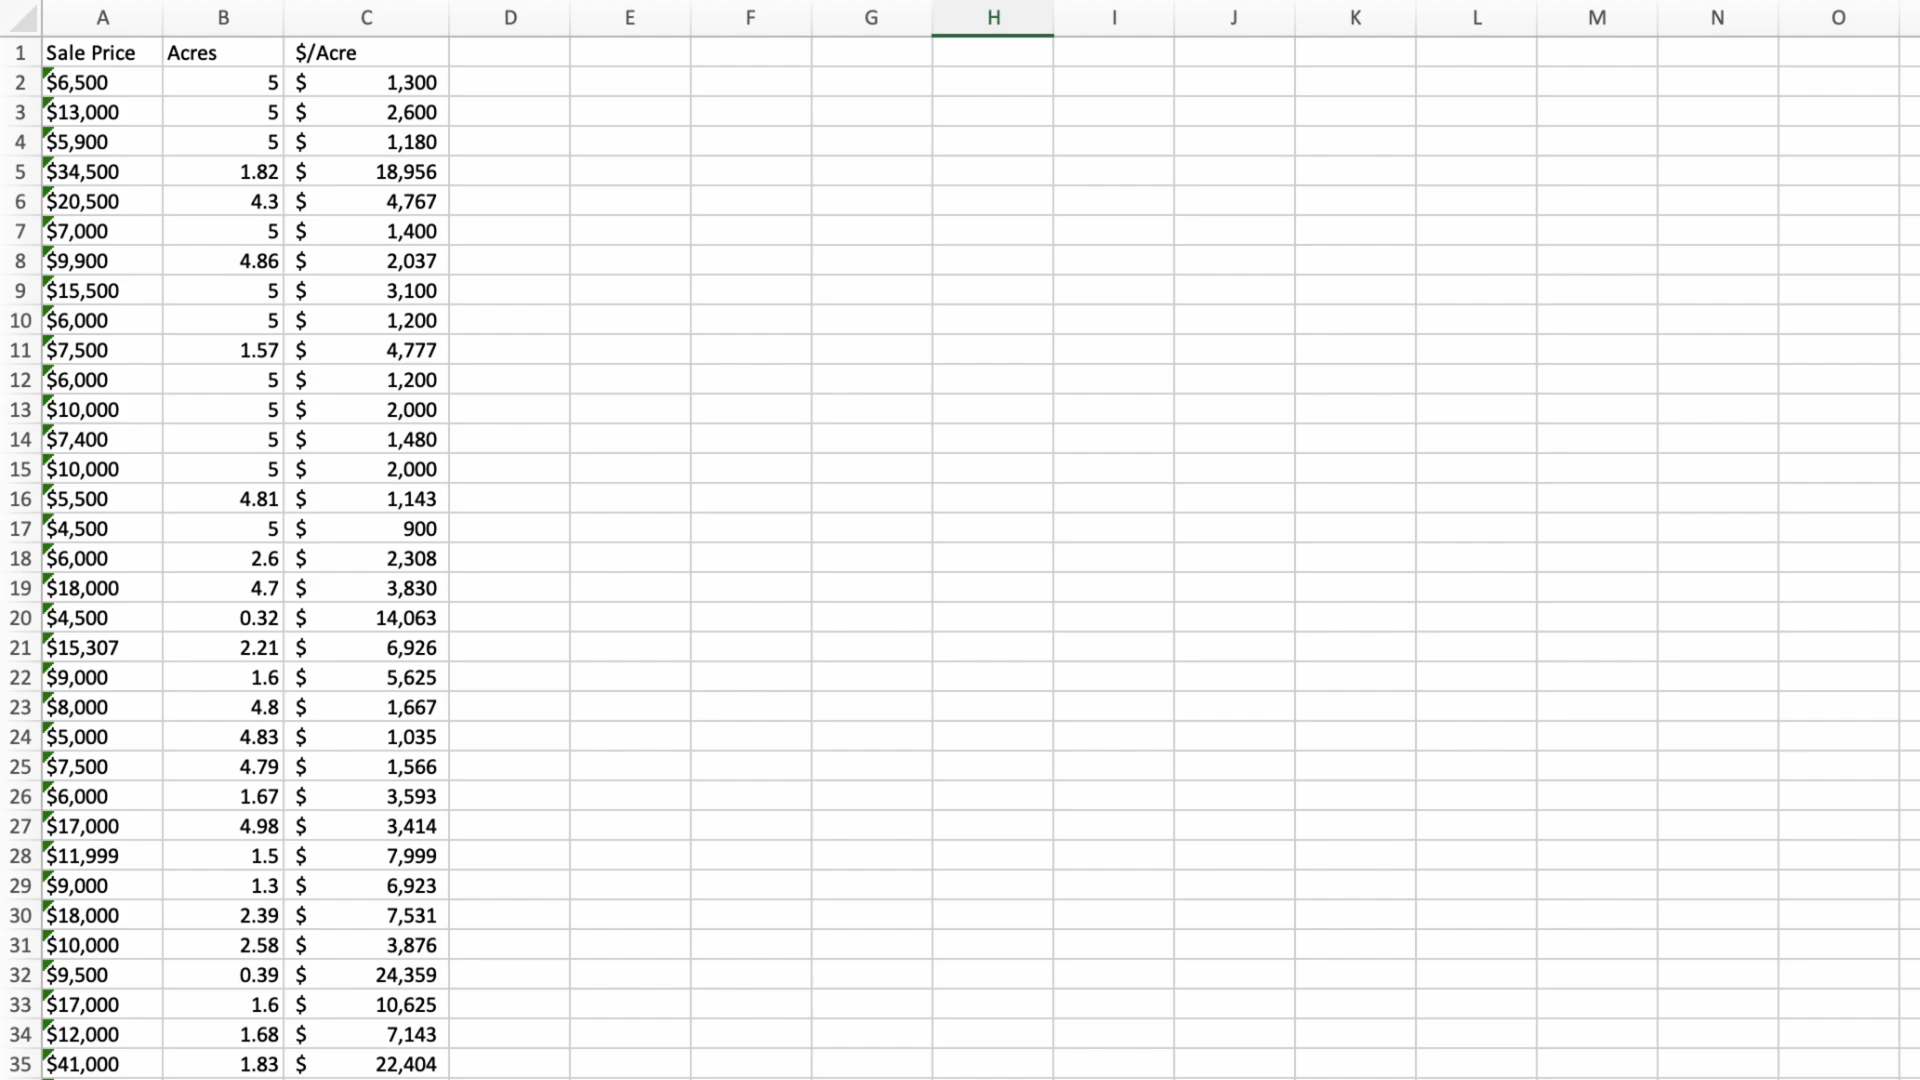 A B C D E F G H I J K L M N O
1 Sale Price Acres $/Acre
2 $6,500 5 $ 1,300
3 $13,000 5 $ 2,600
4 $5,900 5 $ 1,180
5 $34,500 1.82 $ 18,956
6 $20,500 4.3 $ 4,767
7 $7,000 5 $ 1,400
8 $9,900 4.86 $ 2,037
9 $15,500 5 $ 3,100
10 $6,000 5 $ 1,200
11 $7,500 1.57 $ 4,777
12 $6,000 5 $ 1,200
13 $10,000 5 $ 2,000
14 $7,400 5 $ 1,480
15 $10,000 5 $ 2,000
16 $5,500 4.81 $ 1,143
17 $4,500 5 $ 900
18 $6,000 2.6 $ 2,308
19 $18,000 4.7 $ 3,830
20 $4,500 0.32 $ 14,063
21 $15,307 2.21 $ 6,926
22 $9,000 1.6 $ 5,625
23 $8,000 4.8 $ 1,667
24 $5,000 4.83 $ 1,035
25 $7,500 4.79 $ 1,566
26 $6,000 1.67 $ 3,593
27 $17,000 4.98 $ 3,414
28 $11,999 1.5 $ 7,999
29 $9,000 1.3 $ 6,923
30 $18,000 2.39 $ 7,531
31 $10,000 2.58 $ 3,876
32 $9,500 0.39 $ 24,359
33 $17,000 1.6 $ 10,625
34 $12,000 1.68 $ 7,143
35 $41,000 1.83 $ 22,404